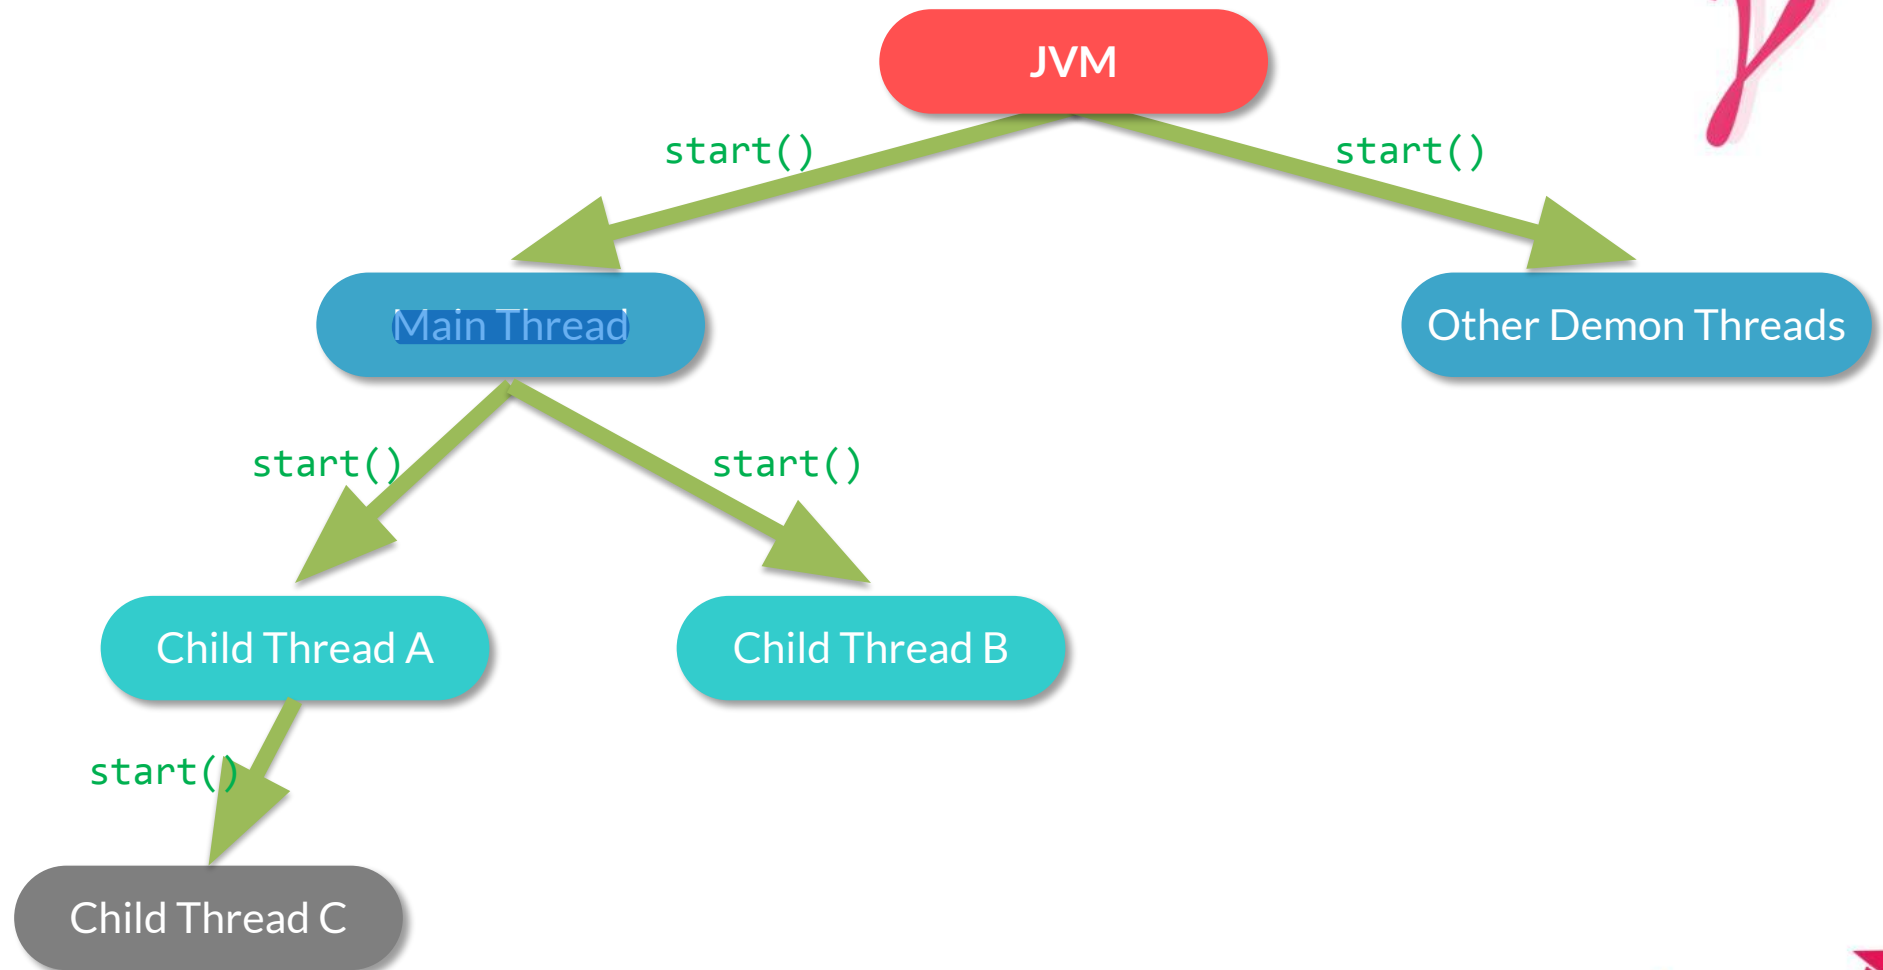 JVM
start()
start()
Main Thread
Other Demon Threads
start()
start()
Child Thread A
Child Thread B
start()
Child Thread C